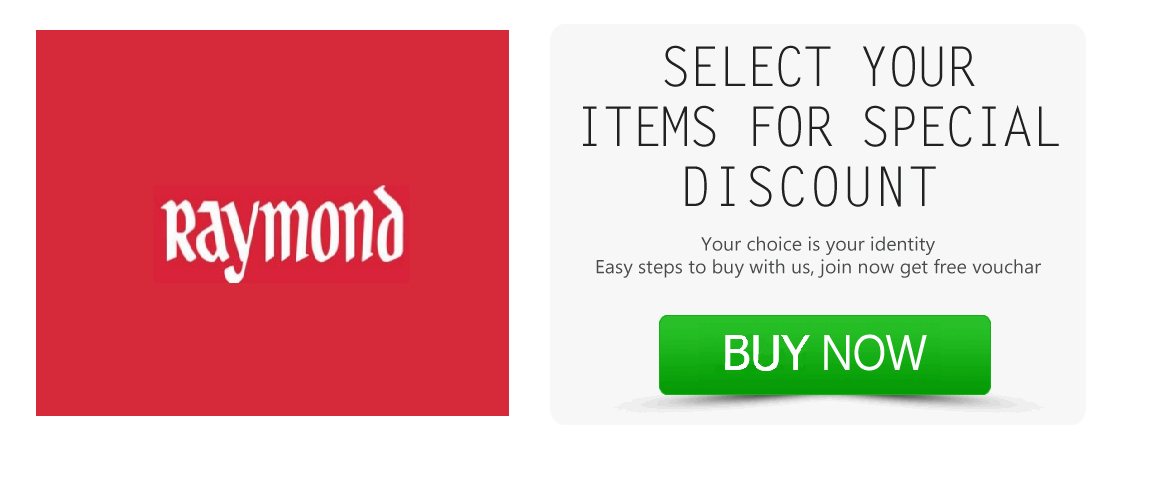 Raymond
SELECT YOUR
ITEMS FOR SPECIAL
DISCOUNT
Your choice is your identity
Easy steps to buy with us, join now get free vouchar
BUY NOW